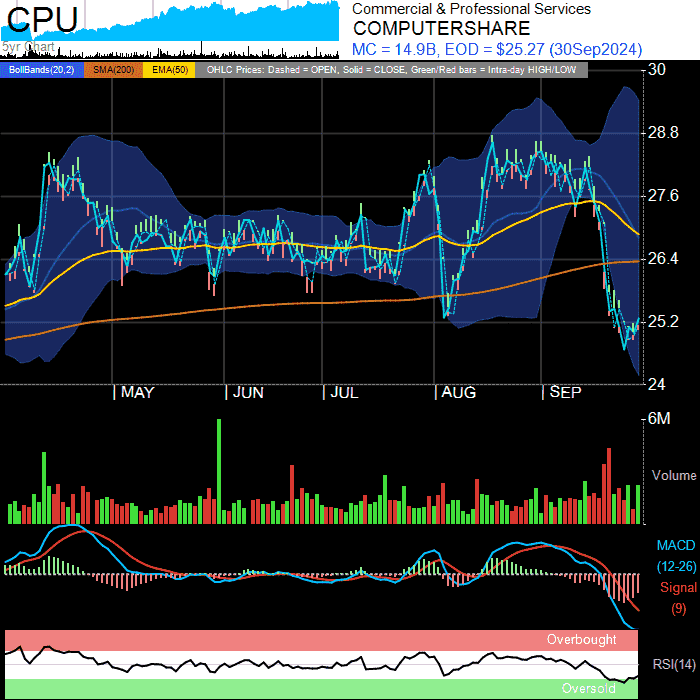 CPU
5yr Chart
Commercial & Professional Services
COMPUTERSHARE
MC = 14.9B, EOD = $25.27 (30Sep2024)
BollBands(20,2) SMA(200) EMA(50) OHLC Prices: Dashed = OPEN, Solid = CLOSE, Green/Red bars = Intra-day HIGH/LOW
30
28.8
27.6
26.4
25.2
24
MAY JUN JUL AUG SEP
6M
Volume
MACD
(12-26)
Signal
(9)
Overbought
RSI(14)
Oversold